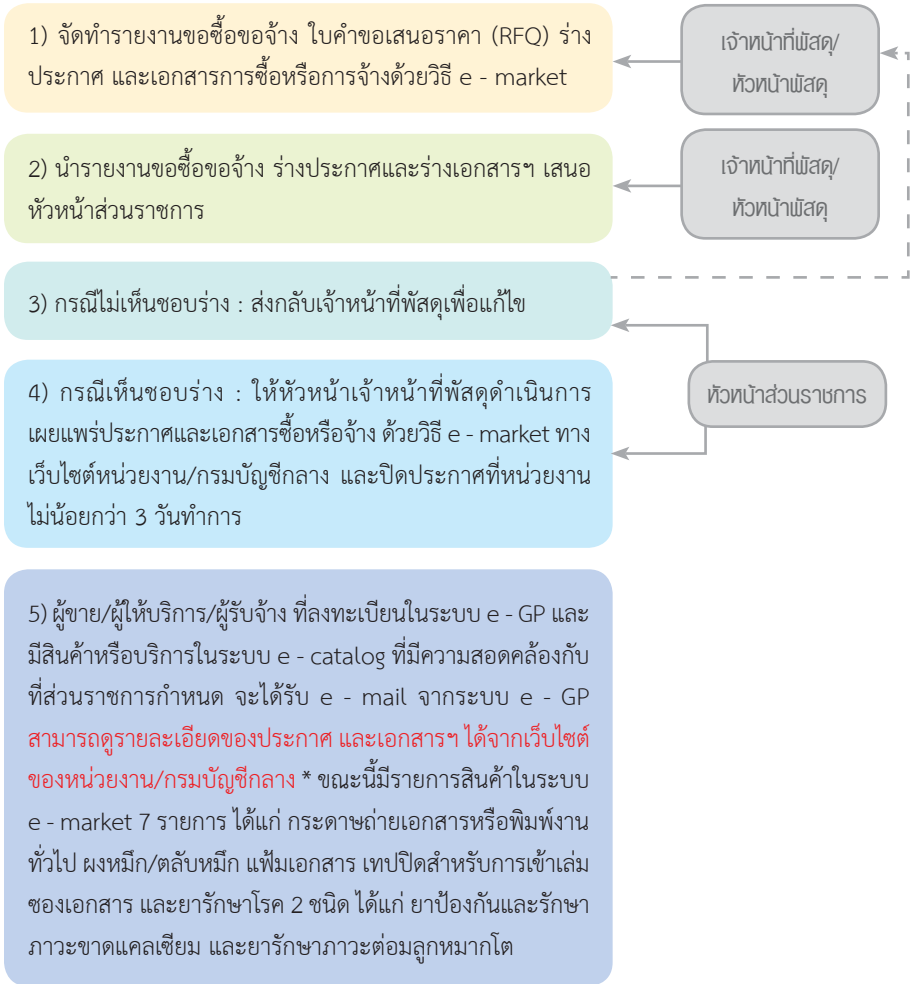 1) จัดทำรายงานขอซื้อขอจ้าง ใบคำขอเสนอราคา (RFQ) ร่าง
ประกาศ และเอกสารการซื้อหรือการจ้างด้วยวิธี e - market
เจ้าหน้าที่พัสดุ/
หัวหน้าพัสดุ
2) นำรายงานขอซื้อขอจ้าง ร่างประกาศและร่างเอกสารฯ เสนอ
หัวหน้าส่วนราชการ
เจ้าหน้าที่พัสดุ/
หัวหน้าพัสดุ
3) กรณีไม่เห็นชอบร่าง : ส่งกลับเจ้าหน้าที่พัสดุเพื่อแก้ไข
4) กรณีเห็นชอบร่าง : ให้หัวหน้าเจ้าหน้าที่พัสดุดำเนินการ
เผยแพร่ประกาศและเอกสารซื้อหรือจ้าง ด้วยวิธี e - market ทาง
เว็บไซต์หน่วยงาน/กรมบัญชีกลาง และปิดประกาศที่หน่วยงาน
ไม่น้อยกว่า 3 วันทำการ
หัวหน้าส่วนราชการ
5) ผู้ขาย/ผู้ให้บริการ/ผู้รับจ้าง ที่ลงทะเบียนในระบบ e - GP และ
มีสินค้าหรือบริการในระบบ e - catalog ที่มีความสอดคล้องกับ
ที่ส่วนราชการกำหนด จะได้รับ e - mail จากระบบ e - GP
สามารถดูรายละเอียดของประกาศ และเอกสารฯ ได้จากเว็บไซต์
ของหน่วยงาน/กรมบัญชีกลาง * ขณะนี้มีรายการสินค้าในระบบ
e - market 7 รายการ ได้แก่ กระดาษถ่ายเอกสารหรือพิมพ์งาน
ทั่วไป ผงหมึก/ตลับหมึก แฟ้มเอกสาร เทปปิดสำหรับการเข้าเล่ม
ซองเอกสาร และยารักษาโรค 2 ชนิด ได้แก่ ยาป้องกันและรักษา
ภาวะขาดแคลเซียม และยารักษาภาวะต่อมลูกหมากโต